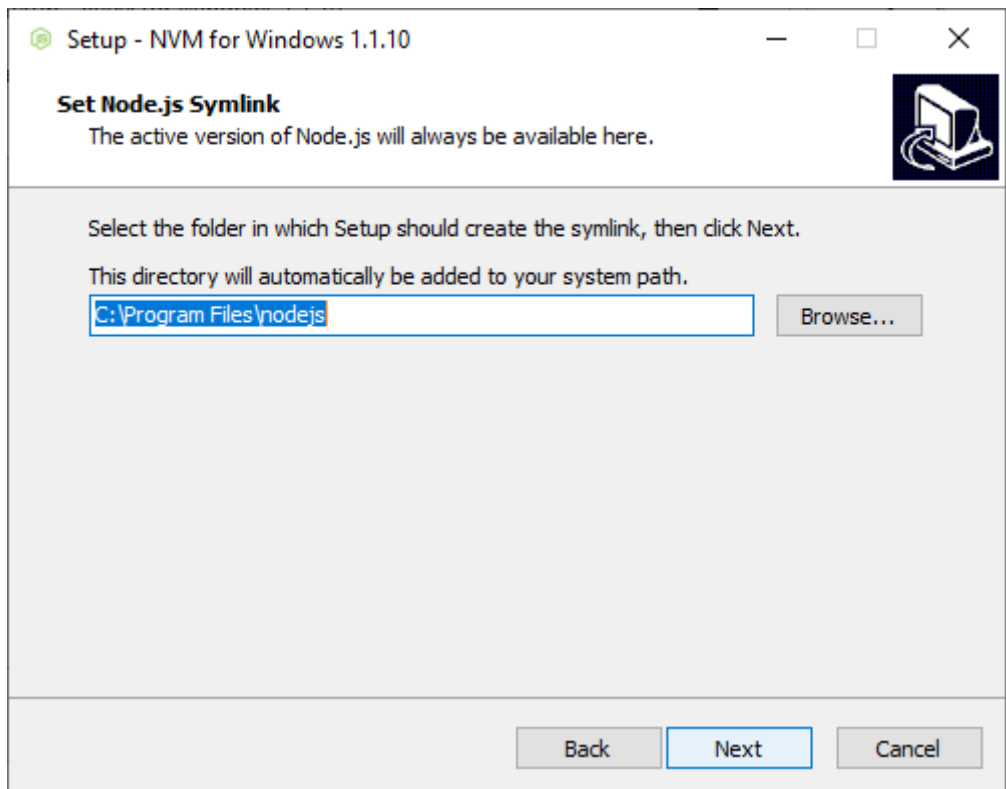 Setup - NVM for Windows 1.1.10
Set Node.js Symlink
The active version of Node.js will always be available here.
Select the folder in which Setup should create the symlink, then click Next.
This directory will automatically be added to your system path.
C:\Program Files\nodejs
Browse...
Back
Next
Cancel